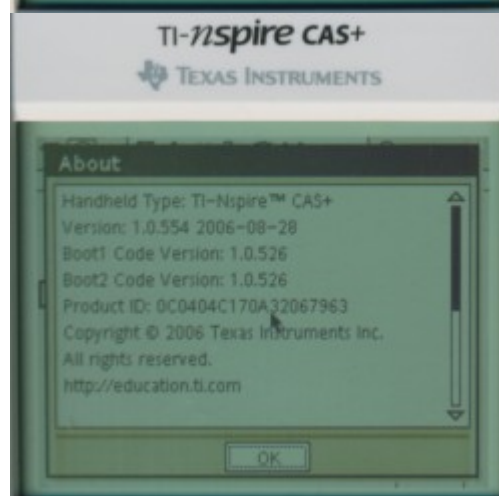 TI-nspire CAS+
TEXAS INSTRUMENTS
About
Handheld Type: TI-Nspire™ CAS+
Version: 1.0.554 2006-08-28
Boot1 Code Version: 1.0.526
Boot2 Code Version: 1.0.526
Product ID: 0C0404C170A32067963
Copyright © 2006 Texas Instruments Inc.
All rights reserved.
http://education.ti.com
OK